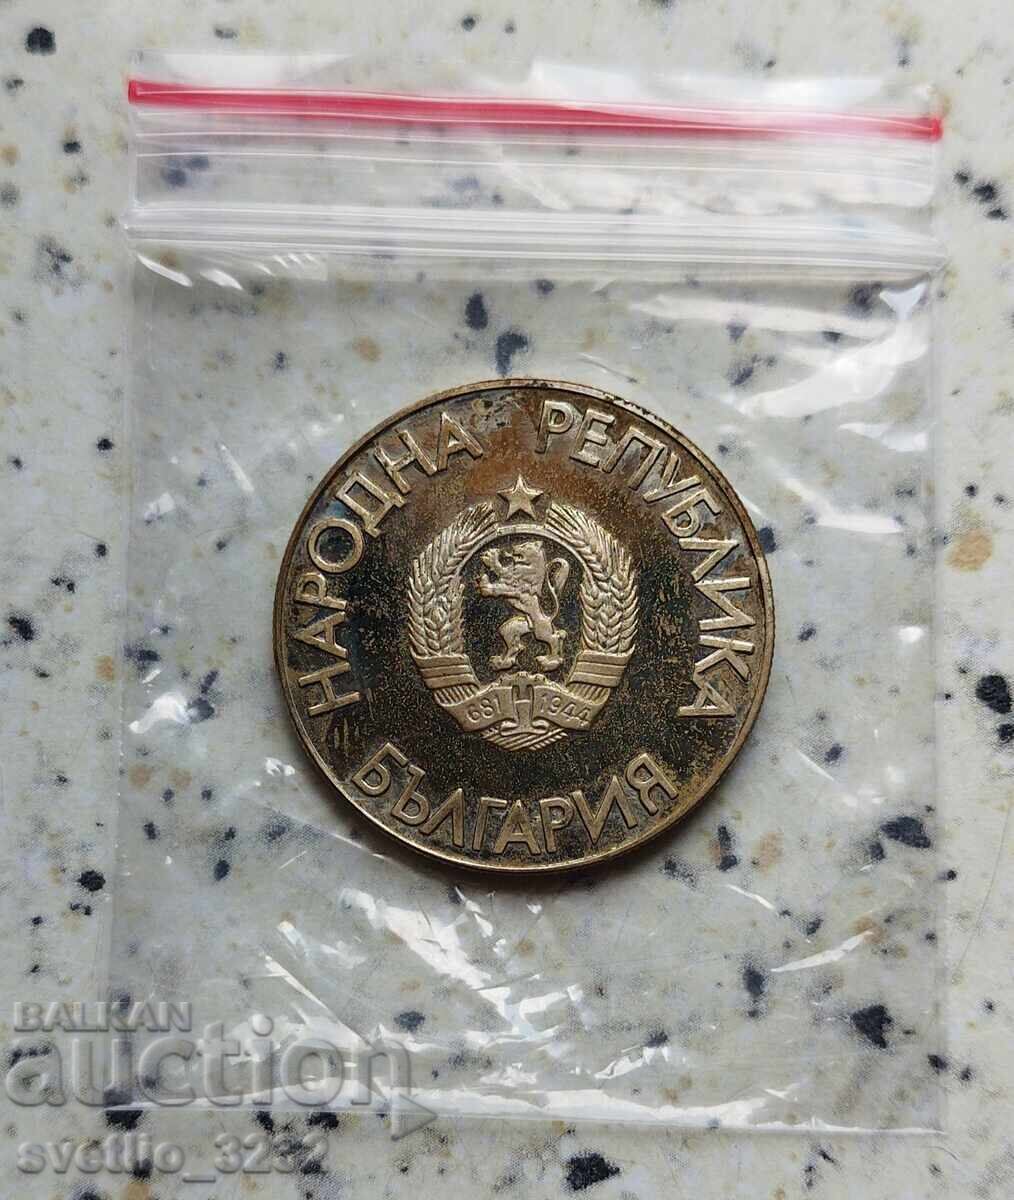 НАРОДНА РЕПУБЛИКА
БЪЛГАРИЯ
681 1944
BALKAN
auction
svetlio_3232